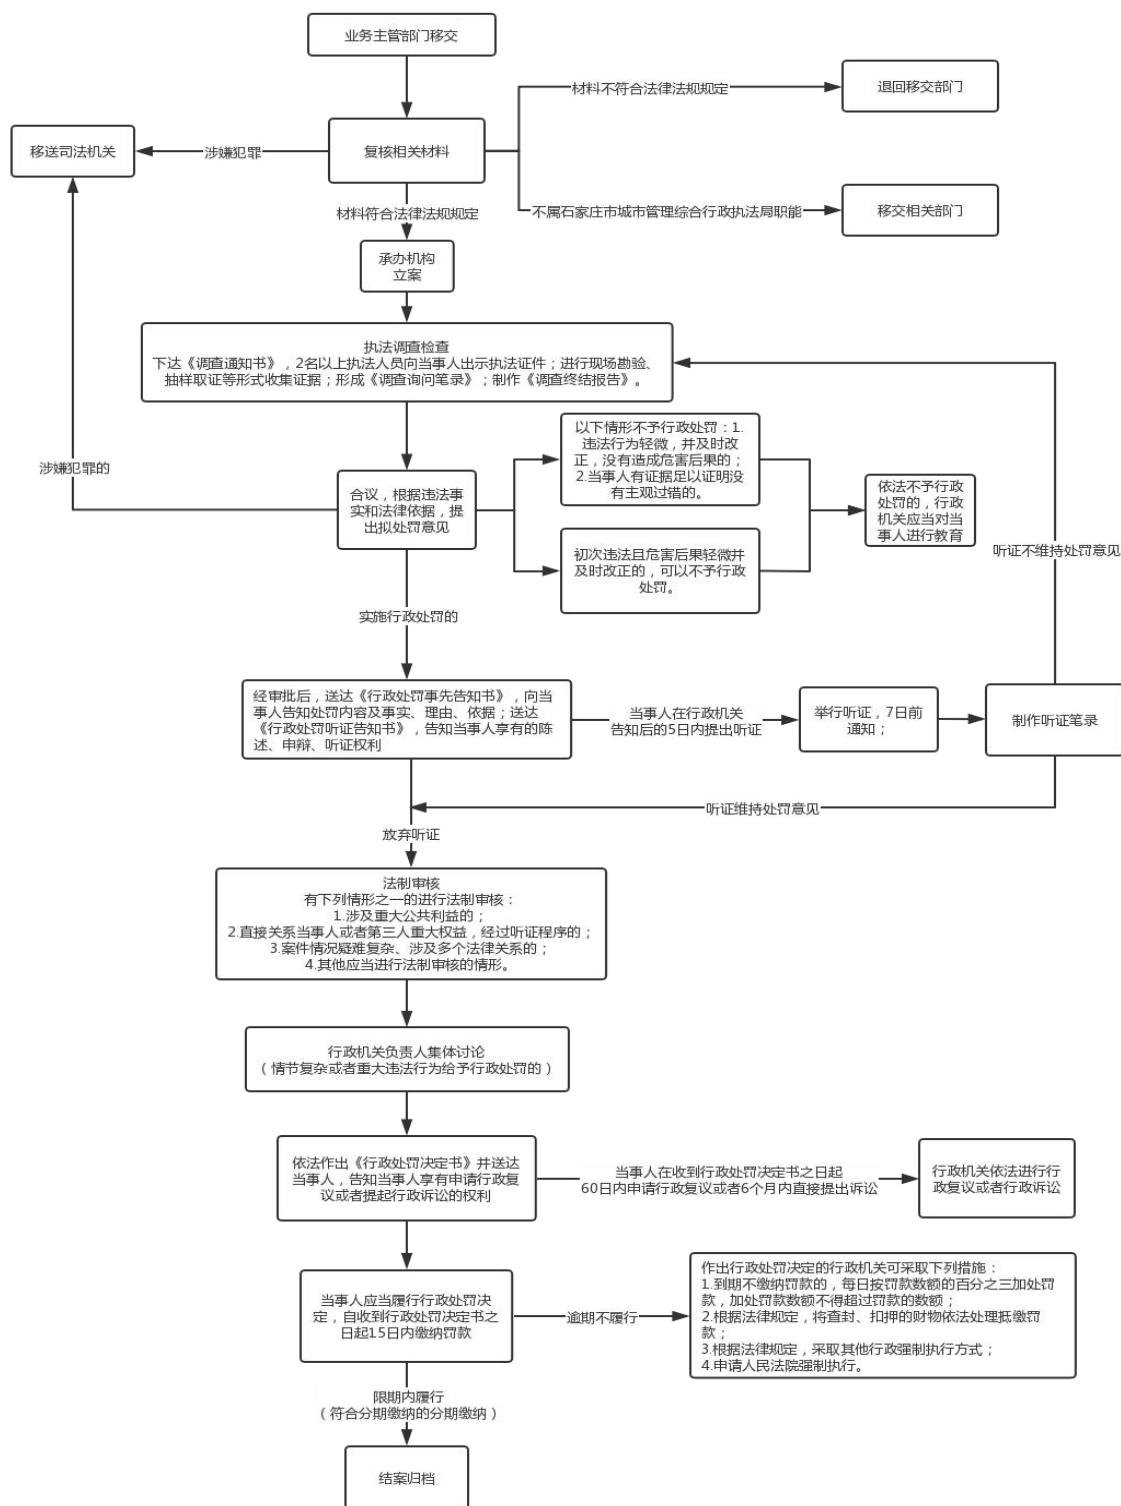 业务主管部门移交
材料不符合法律法规规定
退回移交部门
移送司法机关
涉嫌犯罪
复核相关材料
材料符合法律法规规定
不属石家庄市城市管理综合行政执法局职能
移交相关部门
承办机构
立案
执法调查检查
下达《调查通知书》，2名以上执法人员向当事人出示执法证件；进行现场勘验、
抽样取证等形式收集证据；形成《调查询问笔录》；制作《调查终结报告》。
涉嫌犯罪的
合议，根据违法事
实和法律依据，提
出拟处罚意见
以下情形不予行政处罚：1.
违法行为轻微，并及时改
正，没有造成危害后果的；
2.当事人有证据足以证明没
有主观过错的。
初次违法且危害后果轻微并
及时改正的，可以不予行政
处罚。
依法不予行政
处罚的，行政
机关应当对当
事人进行教育
听证不维持处罚意见
实施行政处罚的
经审批后，送达《行政处罚事先告知书》，向当
事人告知处罚内容及事实、理由、依据；送达
《行政处罚听证告知书》，告知当事人享有的陈
述、申辩、听证权利
当事人在行政机关
告知后的5日内提出听证
举行听证，7日前
通知；
制作听证笔录
听证维持处罚意见
放弃听证
法制审核
有下列情形之一的进行法制审核：
1.涉及重大公共利益的；
2.直接关系当事人或者第三人重大权益，经过听证程序的；
3.案件情况疑难复杂、涉及多个法律关系的；
4.其他应当进行法制审核的情形。
行政机关负责人集体讨论
（情节复杂或者重大违法行为给予行政处罚的）
依法作出《行政处罚决定书》并送达
当事人，告知当事人享有申请行政复
议或者提起行政诉讼的权利
当事人在收到行政处罚决定书之日起
60日内申请行政复议或者6个月内直接提出诉讼
行政机关依法进行行
政复议或者行政诉讼
当事人应当履行行政处罚决
定，自收到行政处罚决定书之
日起15日内缴纳罚款
逾期不履行
作出行政处罚决定的行政机关可采取下列措施：
1.到期不缴纳罚款的，每日按罚款数额的百分之三加处罚
款，加处罚款数额不得超过罚款的数额；
2.根据法律规定，将查封、扣押的财物依法处理抵缴罚
款；
3.根据法律规定，采取其他行政强制执行方式；
4.申请人民法院强制执行。
限期内履行
（符合分期缴纳的分期缴纳）
结案归档